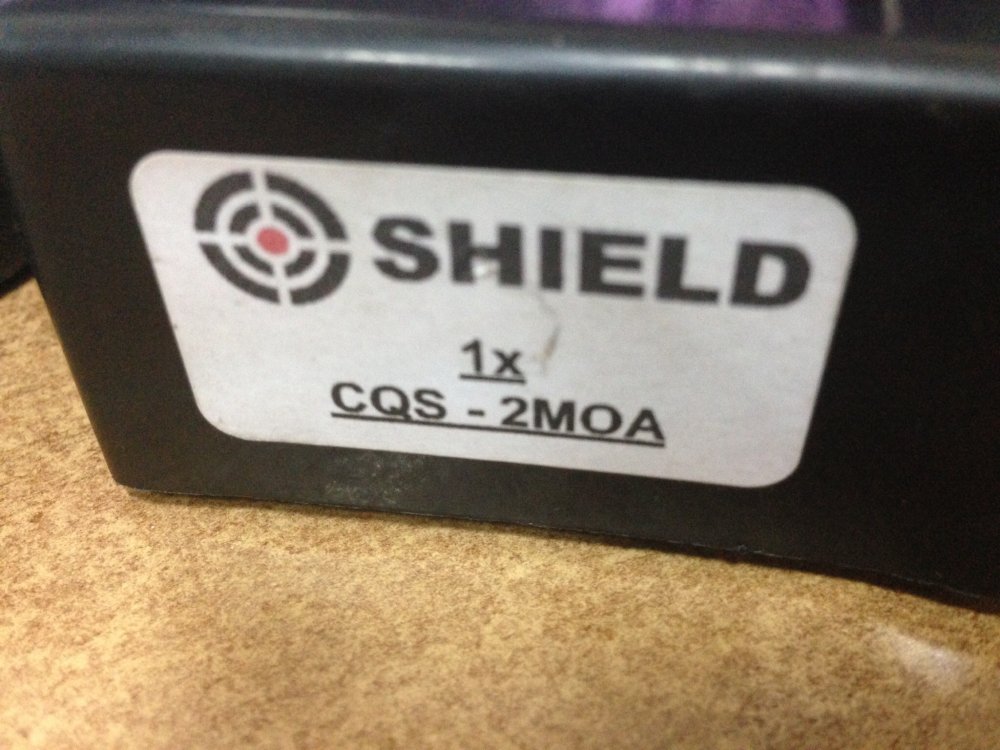 SHIELD
1x
CQS - 2MOA